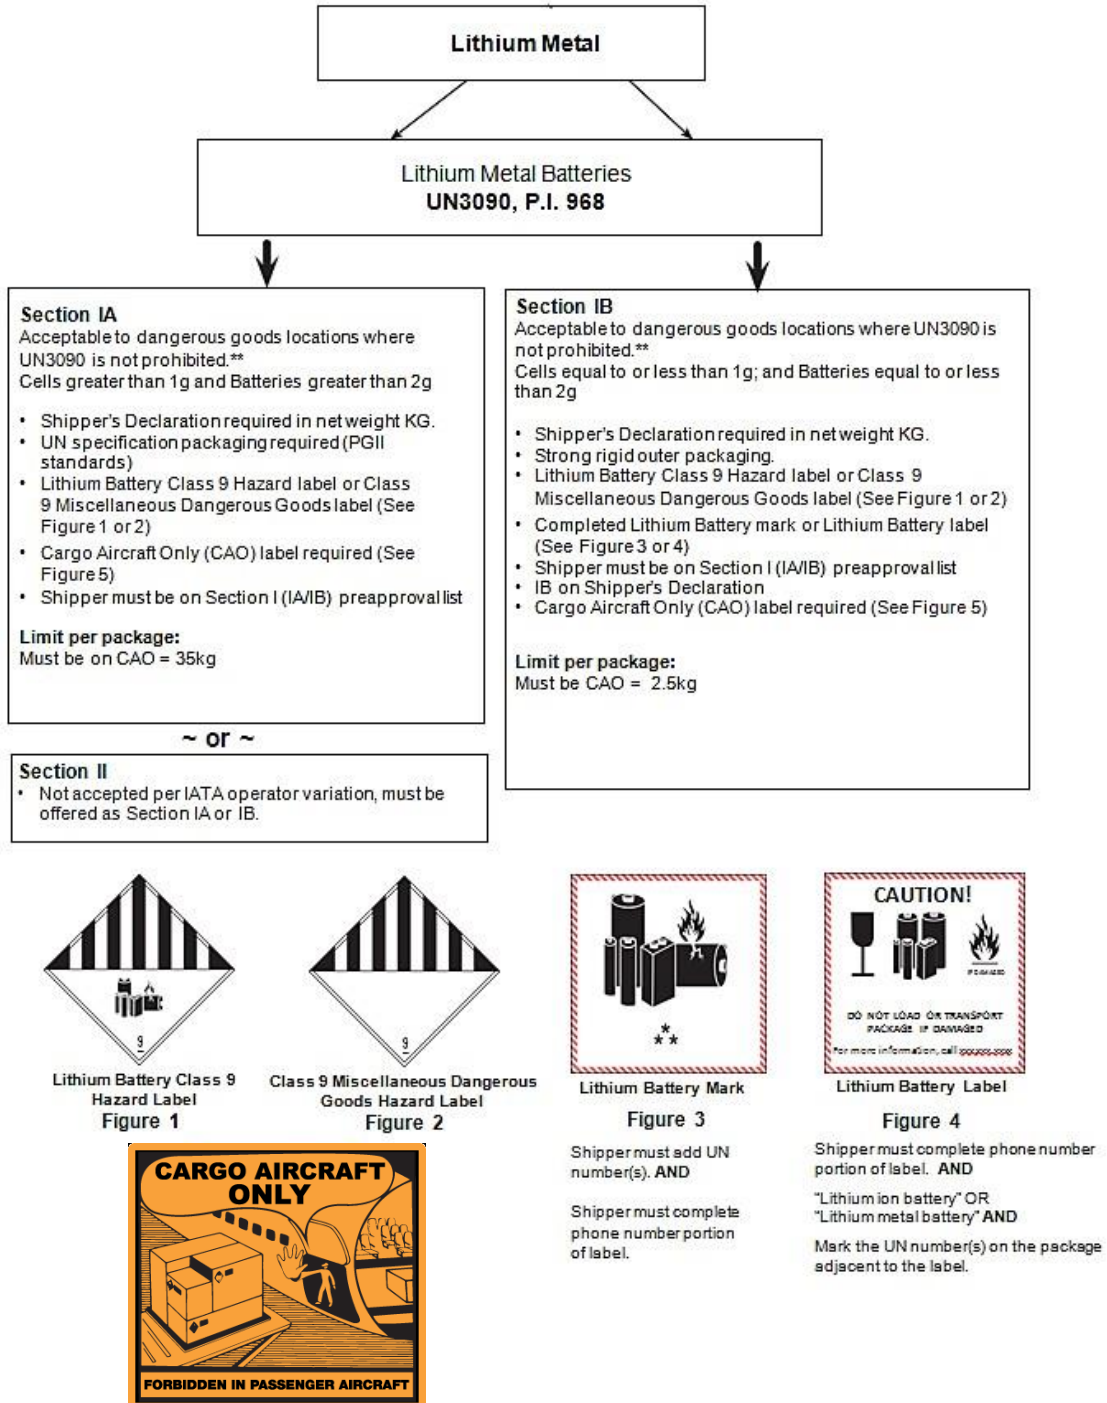 Lithium Metal
Lithium Metal Batteries
UN3090, P.I. 968
Section IA
Acceptable to dangerous goods locations where
UN3090 is not prohibited.**
Cells greater than 1g and Batteries greater than 2g
• Shipper's Declaration required in net weight KG.
• UN specification packaging required (PGII
standards)
• Lithium Battery Class 9 Hazard label or Class
9 Miscellaneous Dangerous Goods label (See
Figure 1 or 2)
• Cargo Aircraft Only (CAO) label required (See
Figure 5)
• Shipper must be on Section I (IA/IB) preapproval list
Limit per package:
Must be on CAO = 35kg
~ or ~
Section II
• Not accepted per IATA operator variation, must be
offered as Section IA or IB.
Section IB
Acceptable to dangerous goods locations where UN3090 is
not prohibited.**
Cells equal to or less than 1g; and Batteries equal to or less
than 2g
• Shipper's Declaration required in net weight KG.
• Strong rigid outer packaging.
• Lithium Battery Class 9 Hazard label or Class 9
Miscellaneous Dangerous Goods label (See Figure 1 or 2)
• Completed Lithium Battery mark or Lithium Battery label
(See Figure 3 or 4)
• Shipper must be on Section I (IA/IB) preapproval list
• IB on Shipper's Declaration
• Cargo Aircraft Only (CAO) label required (See Figure 5)
Limit per package:
Must be CAO = 2.5kg
9
Lithium Battery Class 9
Hazard Label
Figure 1
9
Class 9 Miscellaneous Dangerous
Goods Hazard Label
Figure 2
*
**
Lithium Battery Mark
Figure 3
Shipper must add UN
number(s). AND
Shipper must complete
phone number portion
of label.
CAUTION!
IF DAMAGED
DO NOT LOAD OR TRANSPORT
PACKAGE IF DAMAGED
For more information, call xxx.xxx.xxxx
Lithium Battery Label
Figure 4
Shipper must complete phone number
portion of label. AND
"Lithium ion battery" OR
"Lithium metal battery" AND
Mark the UN number(s) on the package
adjacent to the label.
CARGO AIRCRAFT
ONLY
FORBIDDEN IN PASSENGER AIRCRAFT